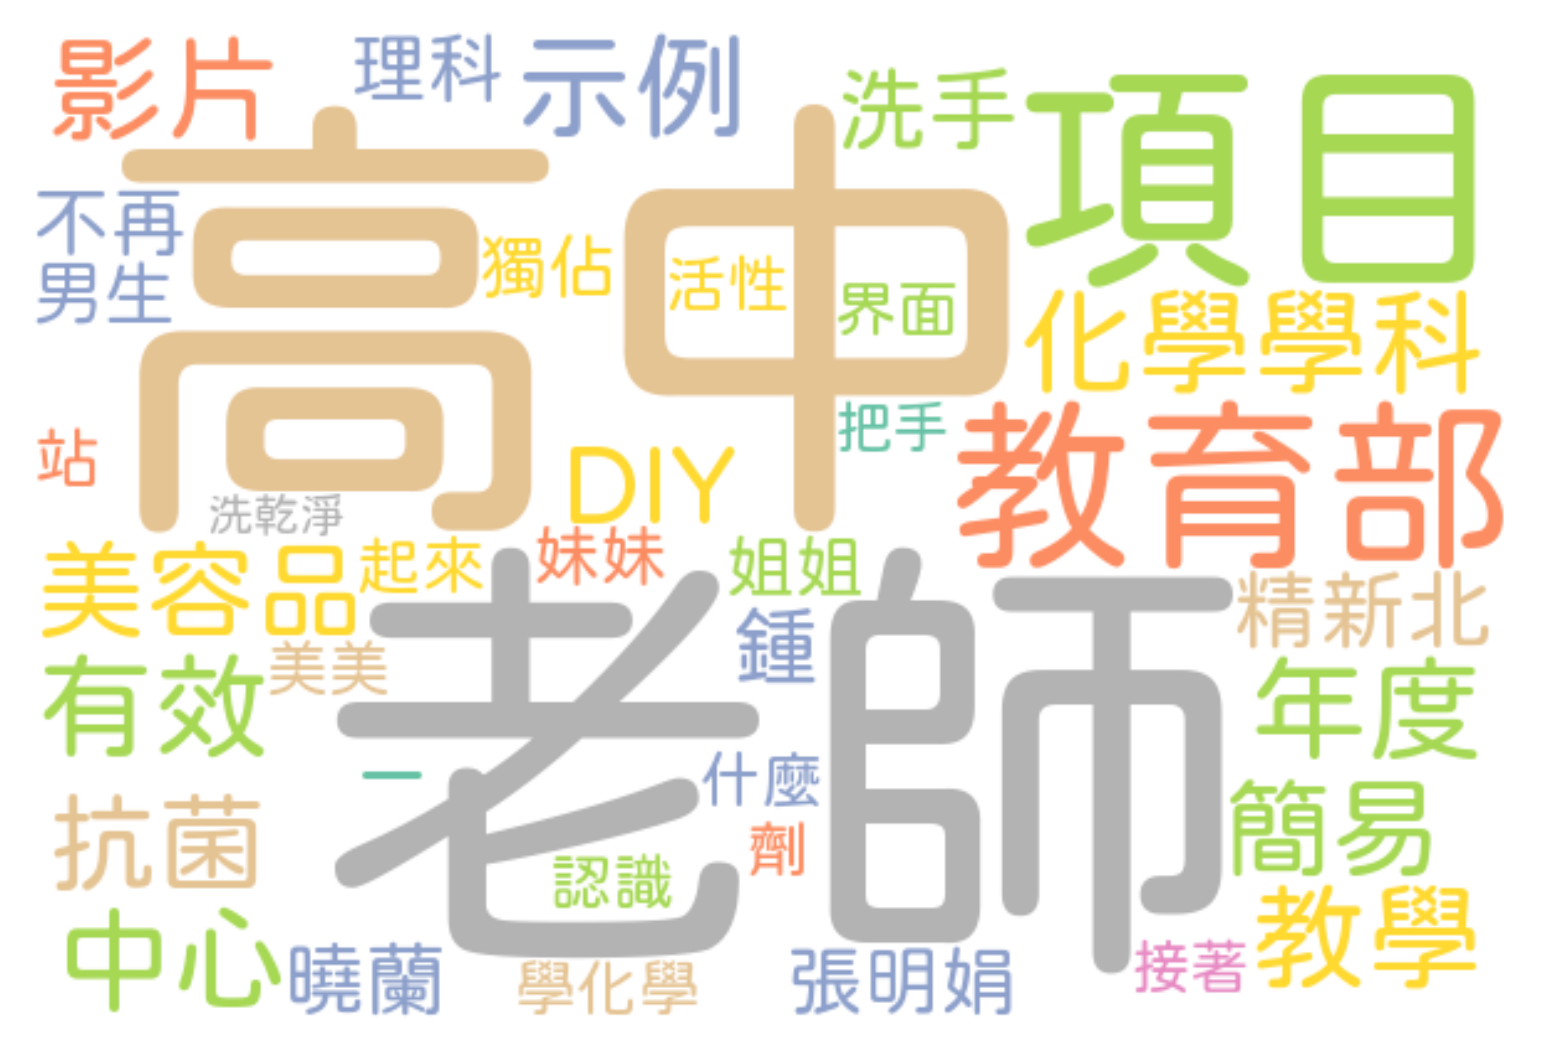 影片
理科
示例
洗手
項目
高中
不再
男生
獨佔
活性
界面
化學學科
站
把手
教育部
DIY
洗乾淨
美容品
起來
妹妹
姐姐
精新北
老師
鍾
美美
有效
年度
一
什麼
簡易
抗菌
劑
認識
教學
中心
曉蘭
學化學
張明娟
接著